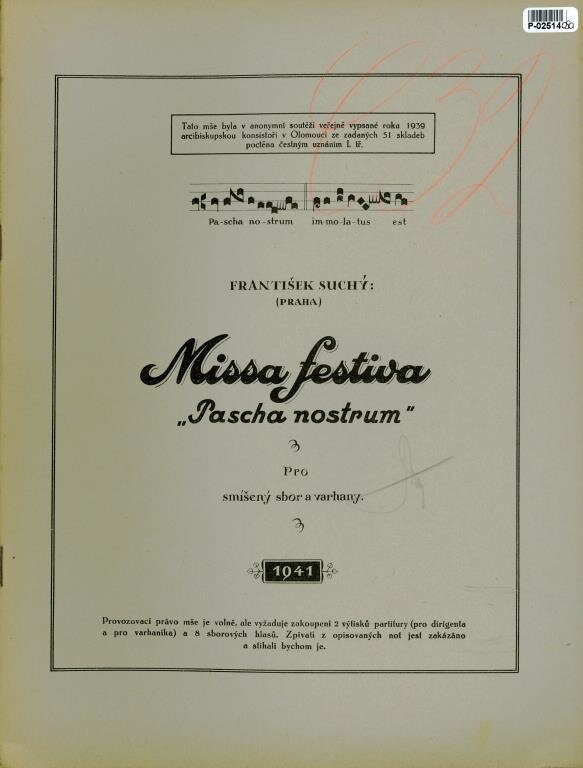 P-02514
Tato mše byla v anonymní soutěži veřejně vypsané roku 1939
arcibiskupskou konsistoří v Olomouci ze zadaných 51 skladeb
poctěna čestným uznáním I. tř.
Pa-scha no-strum im-mo-la-tus est
FRANTIŠEK SUCHÝ:
(PRAHA)
Missa festiva
„Pascha nostrum“
Pro
smíšený sbor a varhany.
1941
Provozovací právo mše je volné, ale vyžaduje zakoupení 2 výtisků partitury (pro dirigenta
a pro varhaníka) a 8 sborových hlasů. Zpívati z opisovaných not jest zakázáno
a stíhali bychom je.